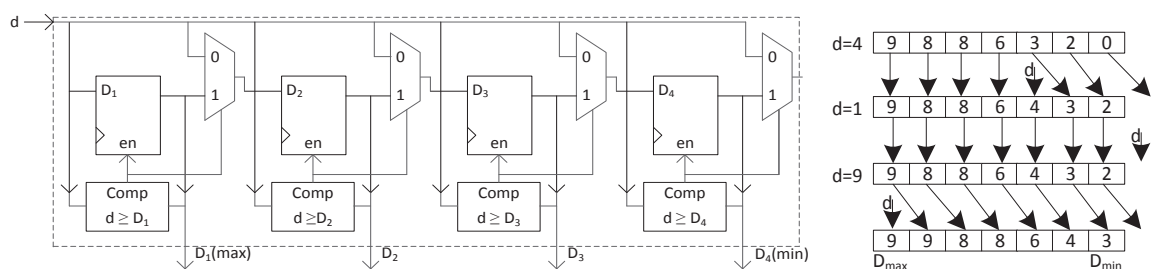 d
0
0
0
0
D₁
1
D₂
1
D₃
1
D₄
1
en
en
en
en
Comp
d ≥ D₁
Comp
d ≥D₂
Comp
d ≥ D₃
Comp
d ≥ D₄
D₁(max)
D₂
D₃
D₄(min)
d=4 9 8 8 6 3 2 0
d
d=1 9 8 8 6 4 3 2
d
d=9 9 8 8 6 4 3 2
d
9 9 8 8 6 4 3
Dmax Dmin